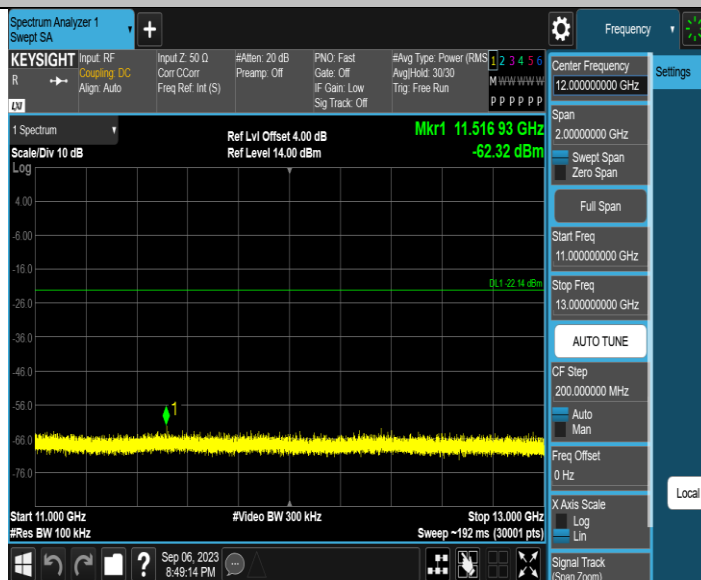 Spectrum Analyzer 1
Swept SA
Frequency
KEYSIGHT
R
LXI
Input: RF
Coupling: DC
Align: Auto
Input Z: 50 Ω
Corr CCorr
Freq Ref: Int (S)
#Atten: 20 dB
Preamp: Off
PNO: Fast
Gate: Off
IF Gain: Low
Sig Track: Off
#Avg Type: Power (RMS
Avg|Hold: 30/30
Trig: Free Run
1 2 3 4 5 6
M W W W W W
P P P P P P
1 Spectrum
Scale/Div 10 dB
Log
Ref Lvl Offset 4.00 dB
Ref Level 14.00 dBm
Mkr1 11.516 93 GHz
-62.32 dBm
4.00
-6.00
-16.0
DL1 -22.14 dBm
-26.0
-36.0
-46.0
-56.0
1
-66.0
-76.0
Start 11.000 GHz
#Res BW 100 kHz
#Video BW 300 kHz
Stop 13.000 GHz
Sweep ~192 ms (30001 pts)
?
Sep 06, 2023
8:49:14 PM
Center Frequency
12.000000000 GHz
Span
2.00000000 GHz
Swept Span
Zero Span
Full Span
Start Freq
11.000000000 GHz
Stop Freq
13.000000000 GHz
AUTO TUNE
CF Step
200.000000 MHz
Auto
Man
Freq Offset
0 Hz
X Axis Scale
Log
Lin
Signal Track
(Span Zoom)
Settings
Local